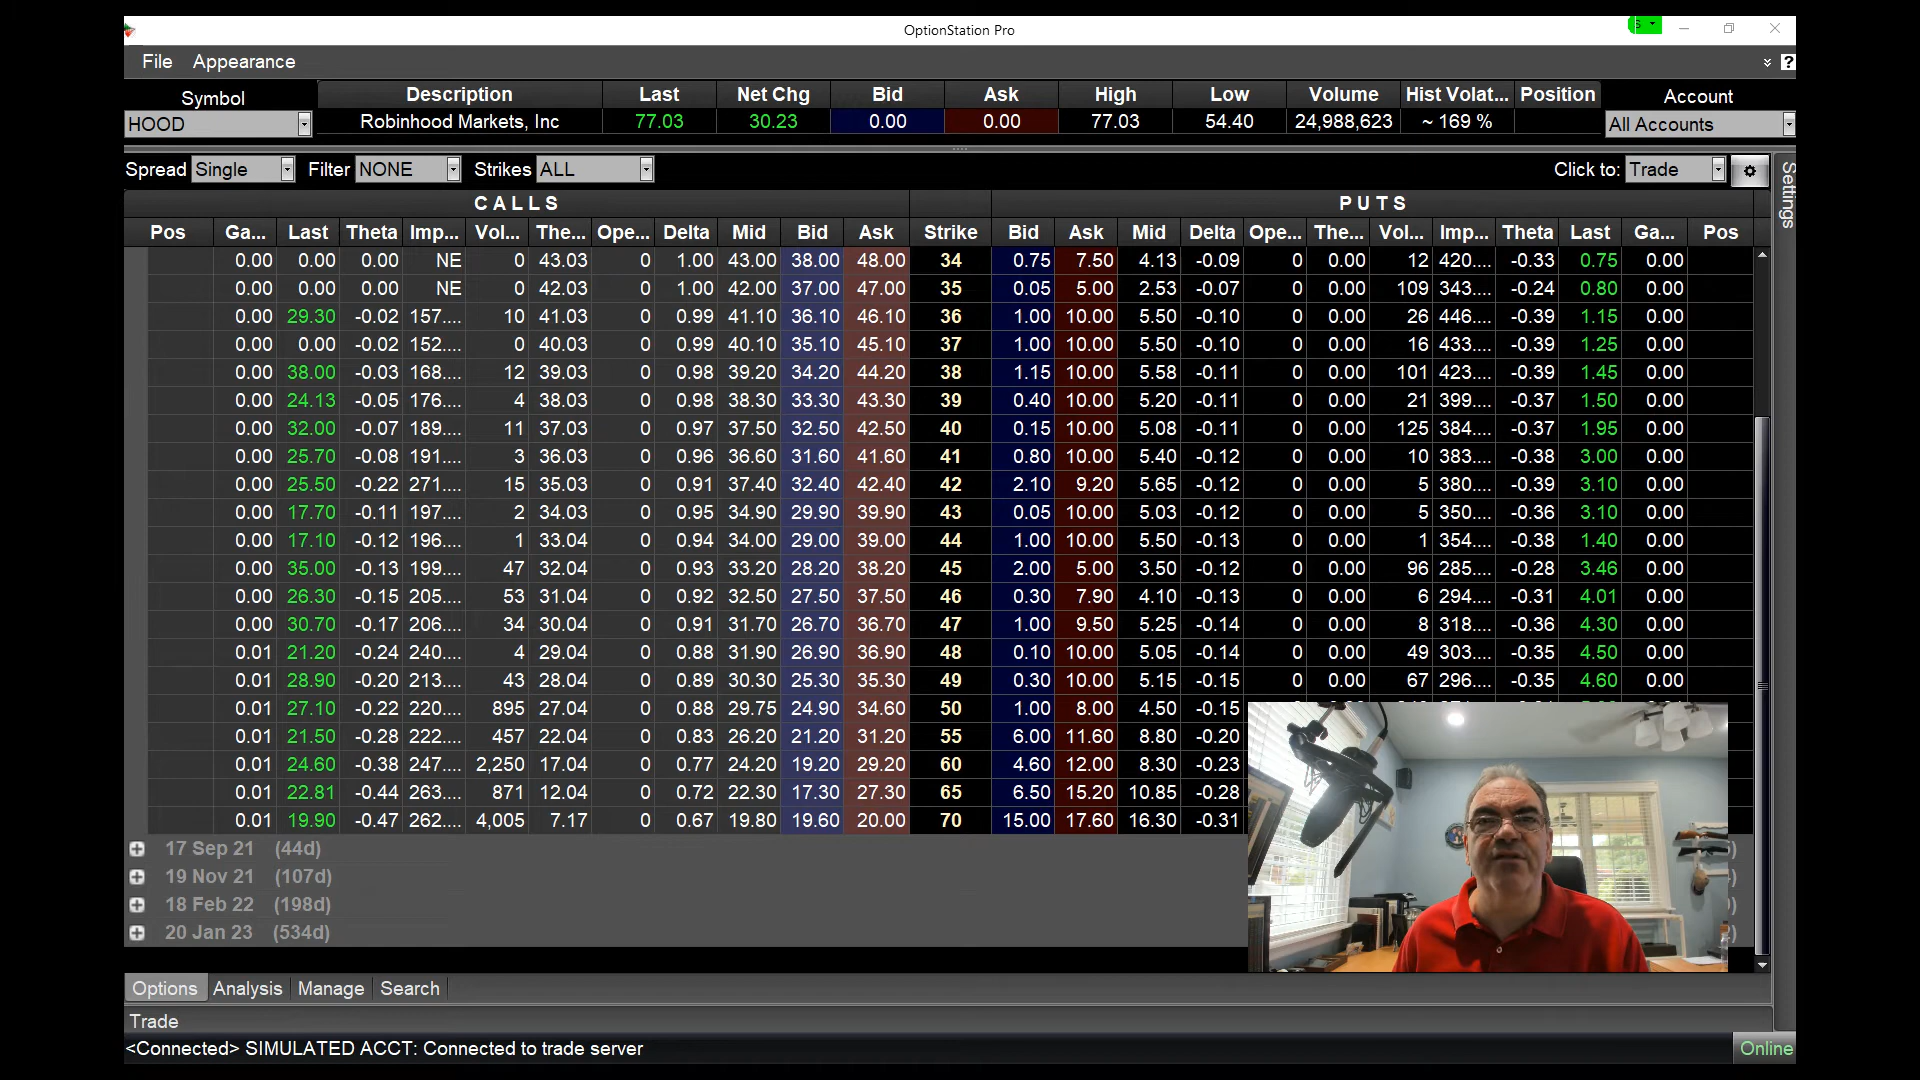 OptionStation Pro
File Appearance
Symbol Description Last Net Chg Bid Ask High Low Volume Hist Volat... Position Account
HOOD Robinhood Markets, Inc 77.03 30.23 0.00 0.00 77.03 54.40 24,988,623 ~ 169 % All Accounts
Spread Single Filter NONE Strikes ALL Click to: Trade
Settings
CALLS PUTS
Pos Ga... Last Theta Imp... Vol... The... Ope... Delta Mid Bid Ask Strike Bid Ask Mid Delta Ope... The... Vol... Imp... Theta Last Ga... Pos
0.00 0.00 0.00 NE 0 43.03 0 1.00 43.00 38.00 48.00 34 0.75 7.50 4.13 -0.09 0 0.00 12 420.... -0.33 0.75 0.00
0.00 0.00 0.00 NE 0 42.03 0 1.00 42.00 37.00 47.00 35 0.05 5.00 2.53 -0.07 0 0.00 109 343.... -0.24 0.80 0.00
0.00 29.30 -0.02 157.... 10 41.03 0 0.99 41.10 36.10 46.10 36 1.00 10.00 5.50 -0.10 0 0.00 26 446.... -0.39 1.15 0.00
0.00 0.00 -0.02 152.... 0 40.03 0 0.99 40.10 35.10 45.10 37 1.00 10.00 5.50 -0.10 0 0.00 16 433.... -0.39 1.25 0.00
0.00 38.00 -0.03 168.... 12 39.03 0 0.98 39.20 34.20 44.20 38 1.15 10.00 5.58 -0.11 0 0.00 101 423.... -0.39 1.45 0.00
0.00 24.13 -0.05 176.... 4 38.03 0 0.98 38.30 33.30 43.30 39 0.40 10.00 5.20 -0.11 0 0.00 21 399.... -0.37 1.50 0.00
0.00 32.00 -0.07 189.... 11 37.03 0 0.97 37.50 32.50 42.50 40 0.15 10.00 5.08 -0.11 0 0.00 125 384.... -0.37 1.95 0.00
0.00 25.70 -0.08 191.... 3 36.03 0 0.96 36.60 31.60 41.60 41 0.80 10.00 5.40 -0.12 0 0.00 10 383.... -0.38 3.00 0.00
0.00 25.50 -0.22 271.... 15 35.03 0 0.91 37.40 32.40 42.40 42 2.10 9.20 5.65 -0.12 0 0.00 5 380.... -0.39 3.10 0.00
0.00 17.70 -0.11 197.... 2 34.03 0 0.95 34.90 29.90 39.90 43 0.05 10.00 5.03 -0.12 0 0.00 5 350.... -0.36 3.10 0.00
0.00 17.10 -0.12 196.... 1 33.04 0 0.94 34.00 29.00 39.00 44 1.00 10.00 5.50 -0.13 0 0.00 1 354.... -0.38 1.40 0.00
0.00 35.00 -0.13 199.... 47 32.04 0 0.93 33.20 28.20 38.20 45 2.00 5.00 3.50 -0.12 0 0.00 96 285.... -0.28 3.46 0.00
0.00 26.30 -0.15 205.... 53 31.04 0 0.92 32.50 27.50 37.50 46 0.30 7.90 4.10 -0.13 0 0.00 6 294.... -0.31 4.01 0.00
0.00 30.70 -0.17 206.... 34 30.04 0 0.91 31.70 26.70 36.70 47 1.00 9.50 5.25 -0.14 0 0.00 8 318.... -0.36 4.30 0.00
0.01 21.20 -0.24 240.... 4 29.04 0 0.88 31.90 26.90 36.90 48 0.10 10.00 5.05 -0.14 0 0.00 49 303.... -0.35 4.50 0.00
0.01 28.90 -0.20 213.... 43 28.04 0 0.89 30.30 25.30 35.30 49 0.30 10.00 5.15 -0.15 0 0.00 67 296.... -0.35 4.60 0.00
0.01 27.10 -0.22 220.... 895 27.04 0 0.88 29.75 24.90 34.60 50 1.00 8.00 4.50 -0.15
0.01 21.50 -0.28 222.... 457 22.04 0 0.83 26.20 21.20 31.20 55 6.00 11.60 8.80 -0.20
0.01 24.60 -0.38 247.... 2,250 17.04 0 0.77 24.20 19.20 29.20 60 4.60 12.00 8.30 -0.23
0.01 22.81 -0.44 263.... 871 12.04 0 0.72 22.30 17.30 27.30 65 6.50 15.20 10.85 -0.28
0.01 19.90 -0.47 262.... 4,005 7.17 0 0.67 19.80 19.60 20.00 70 15.00 17.60 16.30 -0.31
17 Sep 21 (44d)
19 Nov 21 (107d)
18 Feb 22 (198d)
20 Jan 23 (534d)
Options Analysis Manage Search
Trade
<Connected> SIMULATED ACCT: Connected to trade server
Online